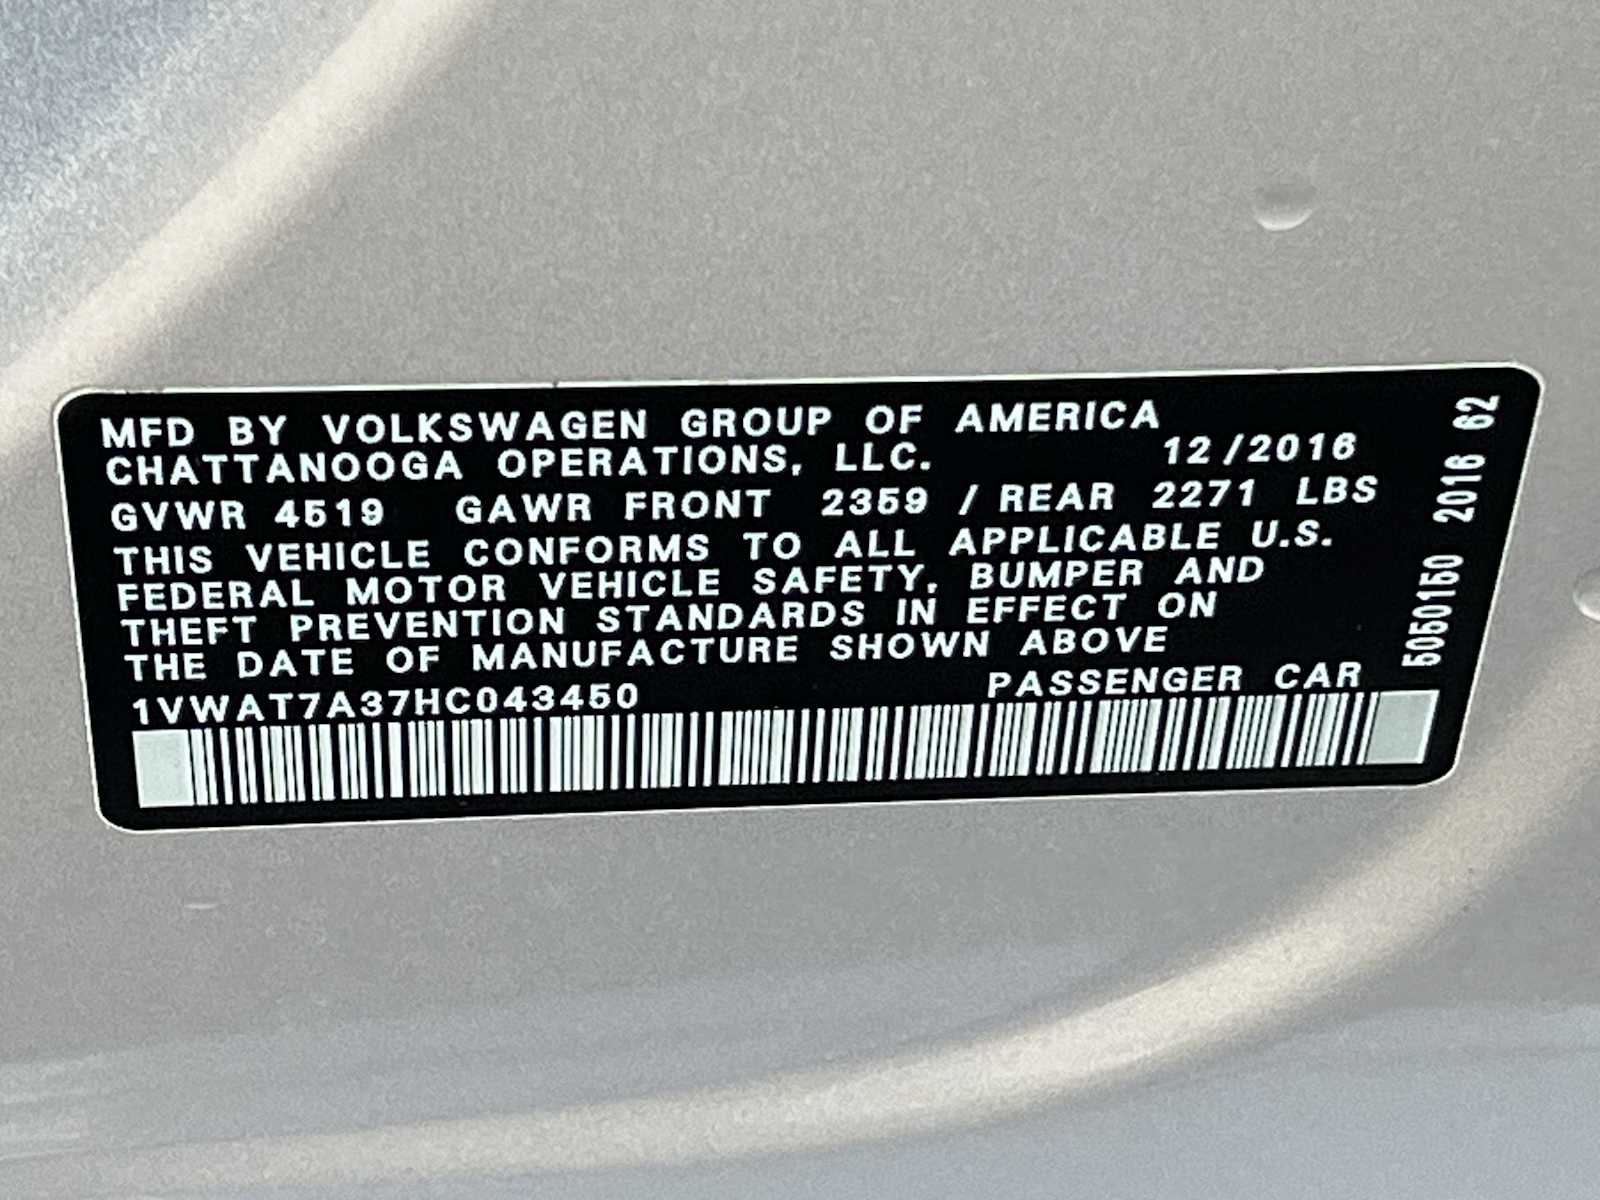 MFD BY VOLKSWAGEN GROUP OF AMERICA
CHATTANOOGA OPERATIONS, LLC. 12/2016
GVWR 4519 GAWR FRONT 2359 / REAR 2271 LBS
THIS VEHICLE CONFORMS TO ALL APPLICABLE U.S.
FEDERAL MOTOR VEHICLE SAFETY, BUMPER AND
THEFT PREVENTION STANDARDS IN EFFECT ON
THE DATE OF MANUFACTURE SHOWN ABOVE
1VWAT7A37HC043450 PASSENGER CAR
5050150 2016 62